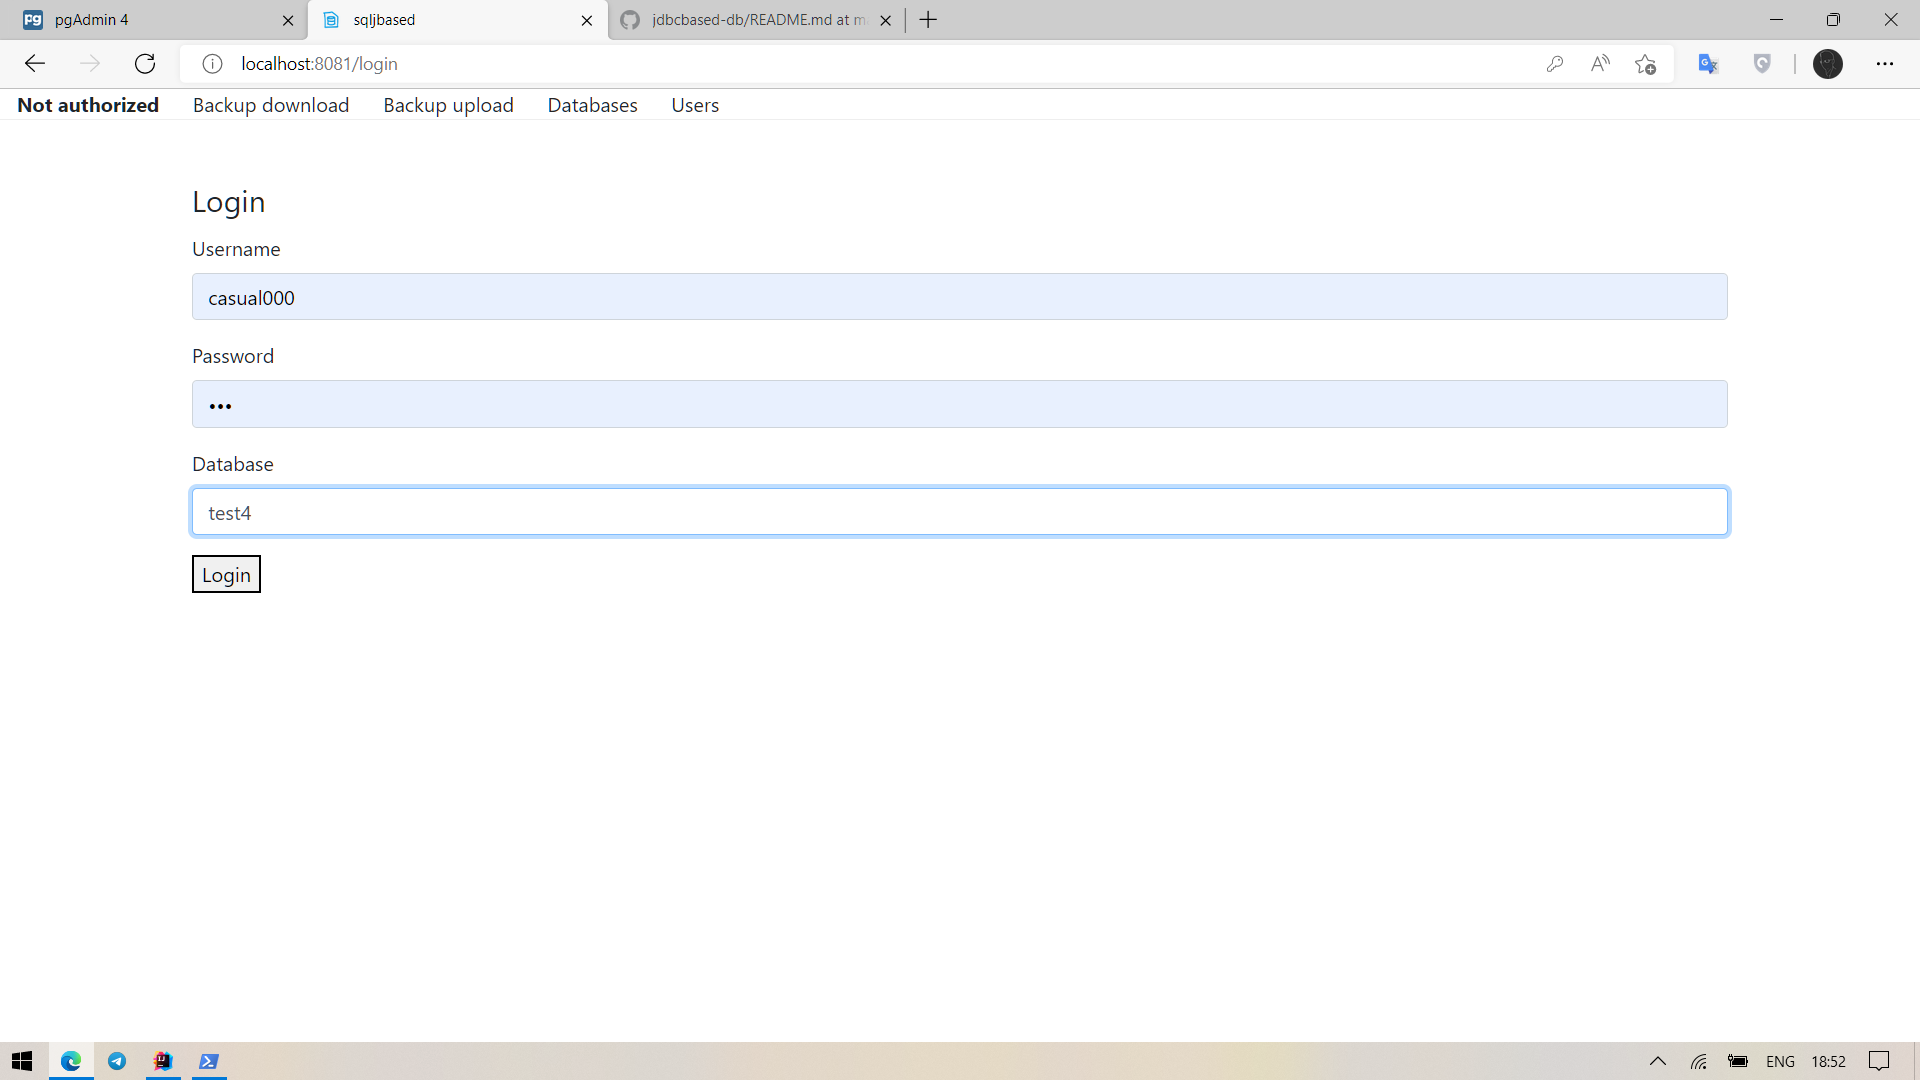 pgAdmin 4
sqljbased
jdbcbased-db/README.md at m
localhost:8081/login
Not authorized Backup download Backup upload Databases Users
Login
Username
casual000
Password
•••
Database
test4
Login
ENG 18:52